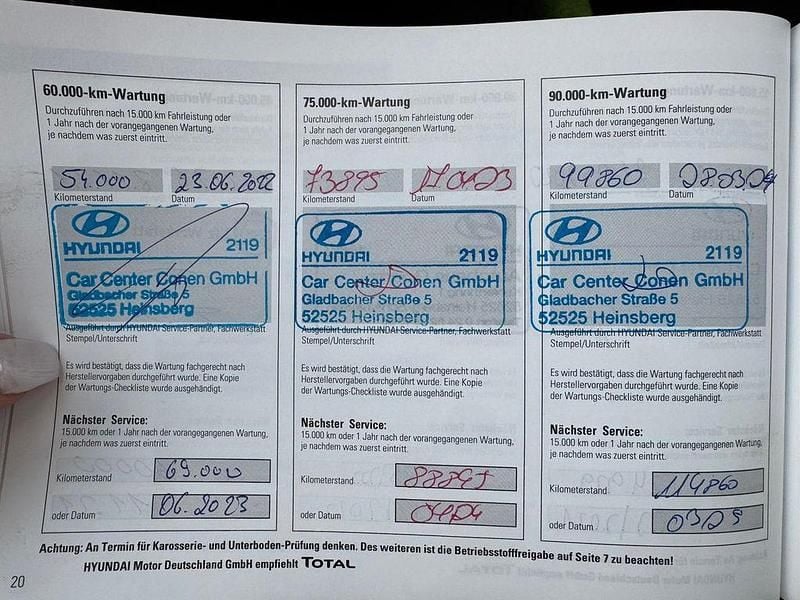 60.000-km-Wartung
Durchzuführen nach 15.000 km Fahrleistung oder
1 Jahr nach der vorangegangenen Wartung,
je nachdem was zuerst eintritt.
54.000 23.06.2022
Kilometerstand Datum
HYUNDAI 2119
Car Center Conen GmbH
Gladbacher Straße 5
52525 Heinsberg
Ausgeführt durch HYUNDAI Service-Partner, Fachwerkstatt
Stempel/Unterschrift
Es wird bestätigt, dass die Wartung fachgerecht nach
Herstellervorgaben durchgeführt wurde. Eine Kopie
der Wartungs-Checkliste wurde ausgehändigt.
Nächster Service:
15.000 km oder 1 Jahr nach der vorangegangenen Wartung,
je nachdem was zuerst eintritt.
Kilometerstand 69.000
oder Datum 06.2023
75.000-km-Wartung
Durchzuführen nach 15.000 km Fahrleistung oder
1 Jahr nach der vorangegangenen Wartung,
je nachdem was zuerst eintritt.
73895
Kilometerstand Datum
HYUNDAI 2119
Car Center Conen GmbH
Gladbacher Straße 5
52525 Heinsberg
Ausgeführt durch HYUNDAI Service-Partner, Fachwerkstatt
Stempel/Unterschrift
Es wird bestätigt, dass die Wartung fachgerecht nach
Herstellervorgaben durchgeführt wurde. Eine Kopie
der Wartungs-Checkliste wurde ausgehändigt.
Nächster Service:
15.000 km oder 1 Jahr nach der vorangegangenen Wartung,
je nachdem was zuerst eintritt.
Kilometerstand 88895
oder Datum 0424
90.000-km-Wartung
Durchzuführen nach 15.000 km Fahrleistung oder
1 Jahr nach der vorangegangenen Wartung,
je nachdem was zuerst eintritt.
99860 280324
Kilometerstand Datum
HYUNDAI 2119
Car Center Conen GmbH
Gladbacher Straße 5
52525 Heinsberg
Ausgeführt durch HYUNDAI Service-Partner, Fachwerkstatt
Stempel/Unterschrift
Es wird bestätigt, dass die Wartung fachgerecht nach
Herstellervorgaben durchgeführt wurde. Eine Kopie
der Wartungs-Checkliste wurde ausgehändigt.
Nächster Service:
15.000 km oder 1 Jahr nach der vorangegangenen Wartung,
je nachdem was zuerst eintritt.
Kilometerstand 114860
oder Datum 0325
Achtung: An Termin für Karosserie- und Unterboden-Prüfung denken. Des weiteren ist die Betriebsstofffreigabe auf Seite 7 zu beachten!
HYUNDAI Motor Deutschland GmbH empfiehlt TOTAL
20